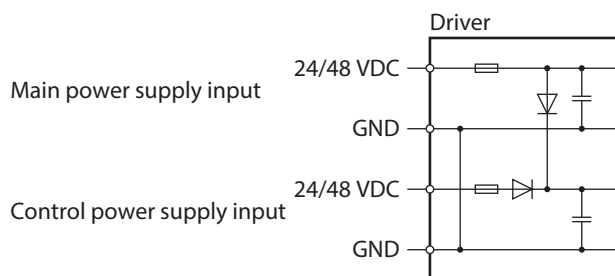 Driver
24/48 VDC
Main power supply input
GND
24/48 VDC
Control power supply input
GND